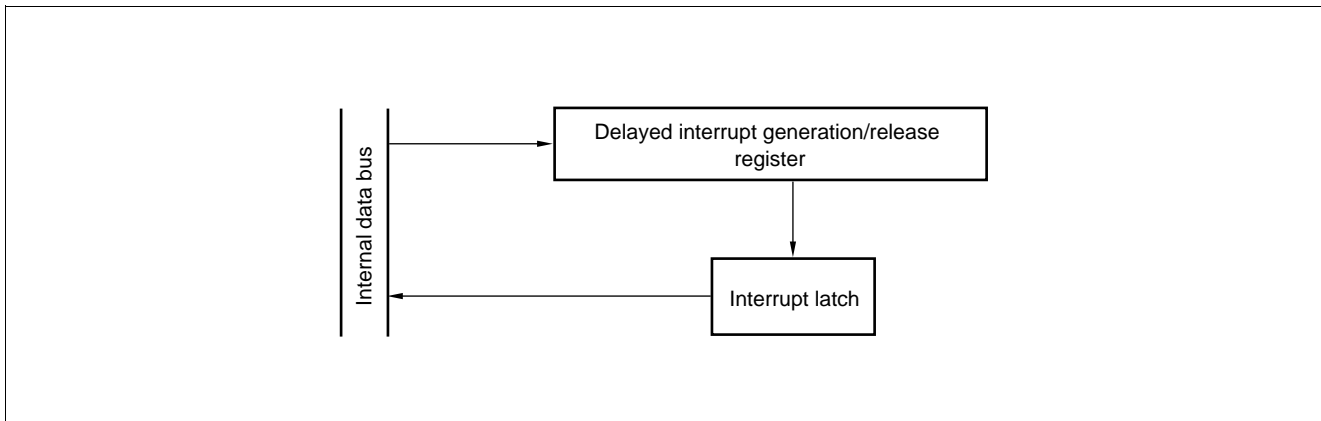 Internal data bus
Delayed interrupt generation/release
register
Interrupt latch